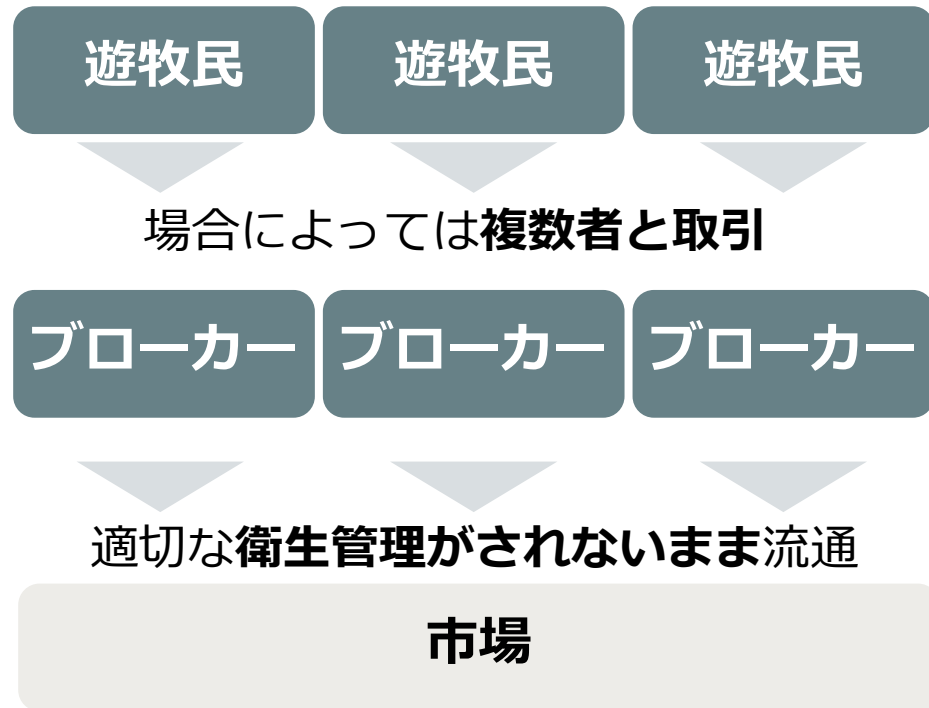 遊牧民 遊牧民 遊牧民
場合によっては複数者と取引
ブローカー ブローカー ブローカー
適切な衛生管理がされないまま流通
市場